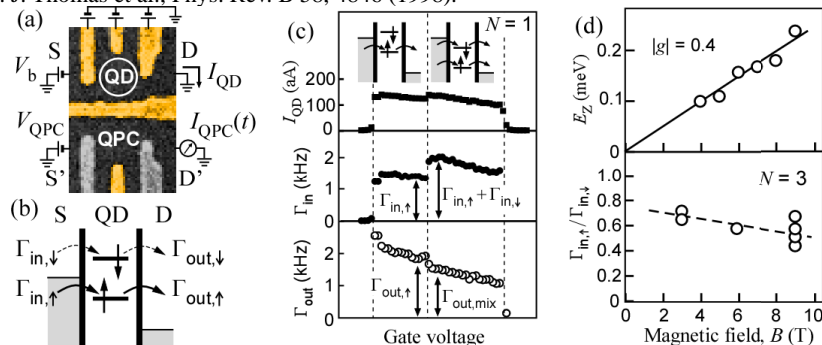 . J. Thomas et al., Phys. Rev. B 58, 4846 (1998).
(a)
S
D
V_b
QD
I_QD
V_QPC
QPC
I_QPC(t)
S'
D'
(b)
S QD D
Γ_in,↓
Γ_out,↓
Γ_in,↑
Γ_out,↑
(c)
N = 1
I_QD (aA)
200
100
0
Γ_in (kHz)
2
1
0
Γ_in,↑
Γ_in,↑ + Γ_in,↓
Γ_out (kHz)
2
1
0
Γ_out,↑
Γ_out,mix
Gate voltage
(d)
|g| = 0.4
E_Z (meV)
0.2
0.1
0
N = 3
Γ_in,↑/Γ_in,↓
1.0
0.8
0.6
0.4
0
0 2 4 6 8 10
Magnetic field, B (T)